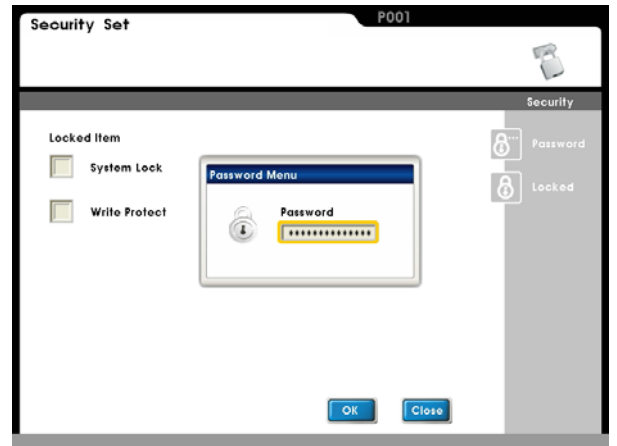 P001
Security Set
Security
Locked Item
Password
System Lock
Password Menu
Locked
Write Protect
Password
**************
OK
Close